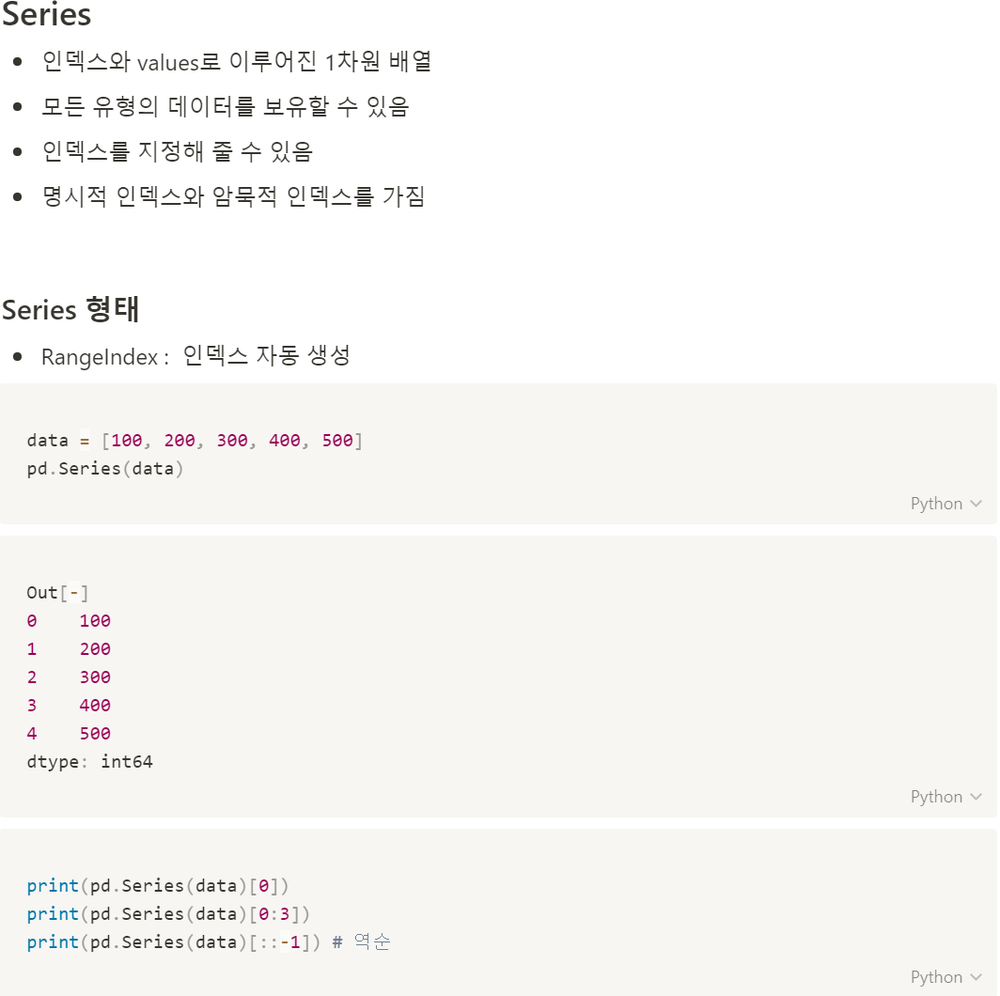 Series
• 인덱스와 values로 이루어진 1차원 배열
• 모든 유형의 데이터를 보유할 수 있음
• 인덱스를 지정해 줄 수 있음
• 명시적 인덱스와 암묵적 인덱스를 가짐
Series 형태
• RangeIndex : 인덱스 자동 생성
data = [100, 200, 300, 400, 500]
pd.Series(data)
Python
Out[-]
0    100
1    200
2    300
3    400
4    500
dtype: int64
Python
print(pd.Series(data)[0])
print(pd.Series(data)[0:3])
print(pd.Series(data)[::-1]) # 역순
Python